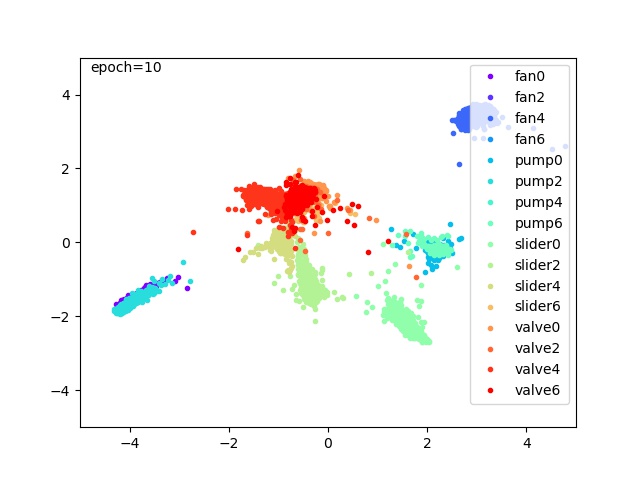 epoch=10
4
2
0
−2
−4
−4
−2
0
2
4
fan0
fan2
fan4
fan6
pump0
pump2
pump4
pump6
slider0
slider2
slider4
slider6
valve0
valve2
valve4
valve6